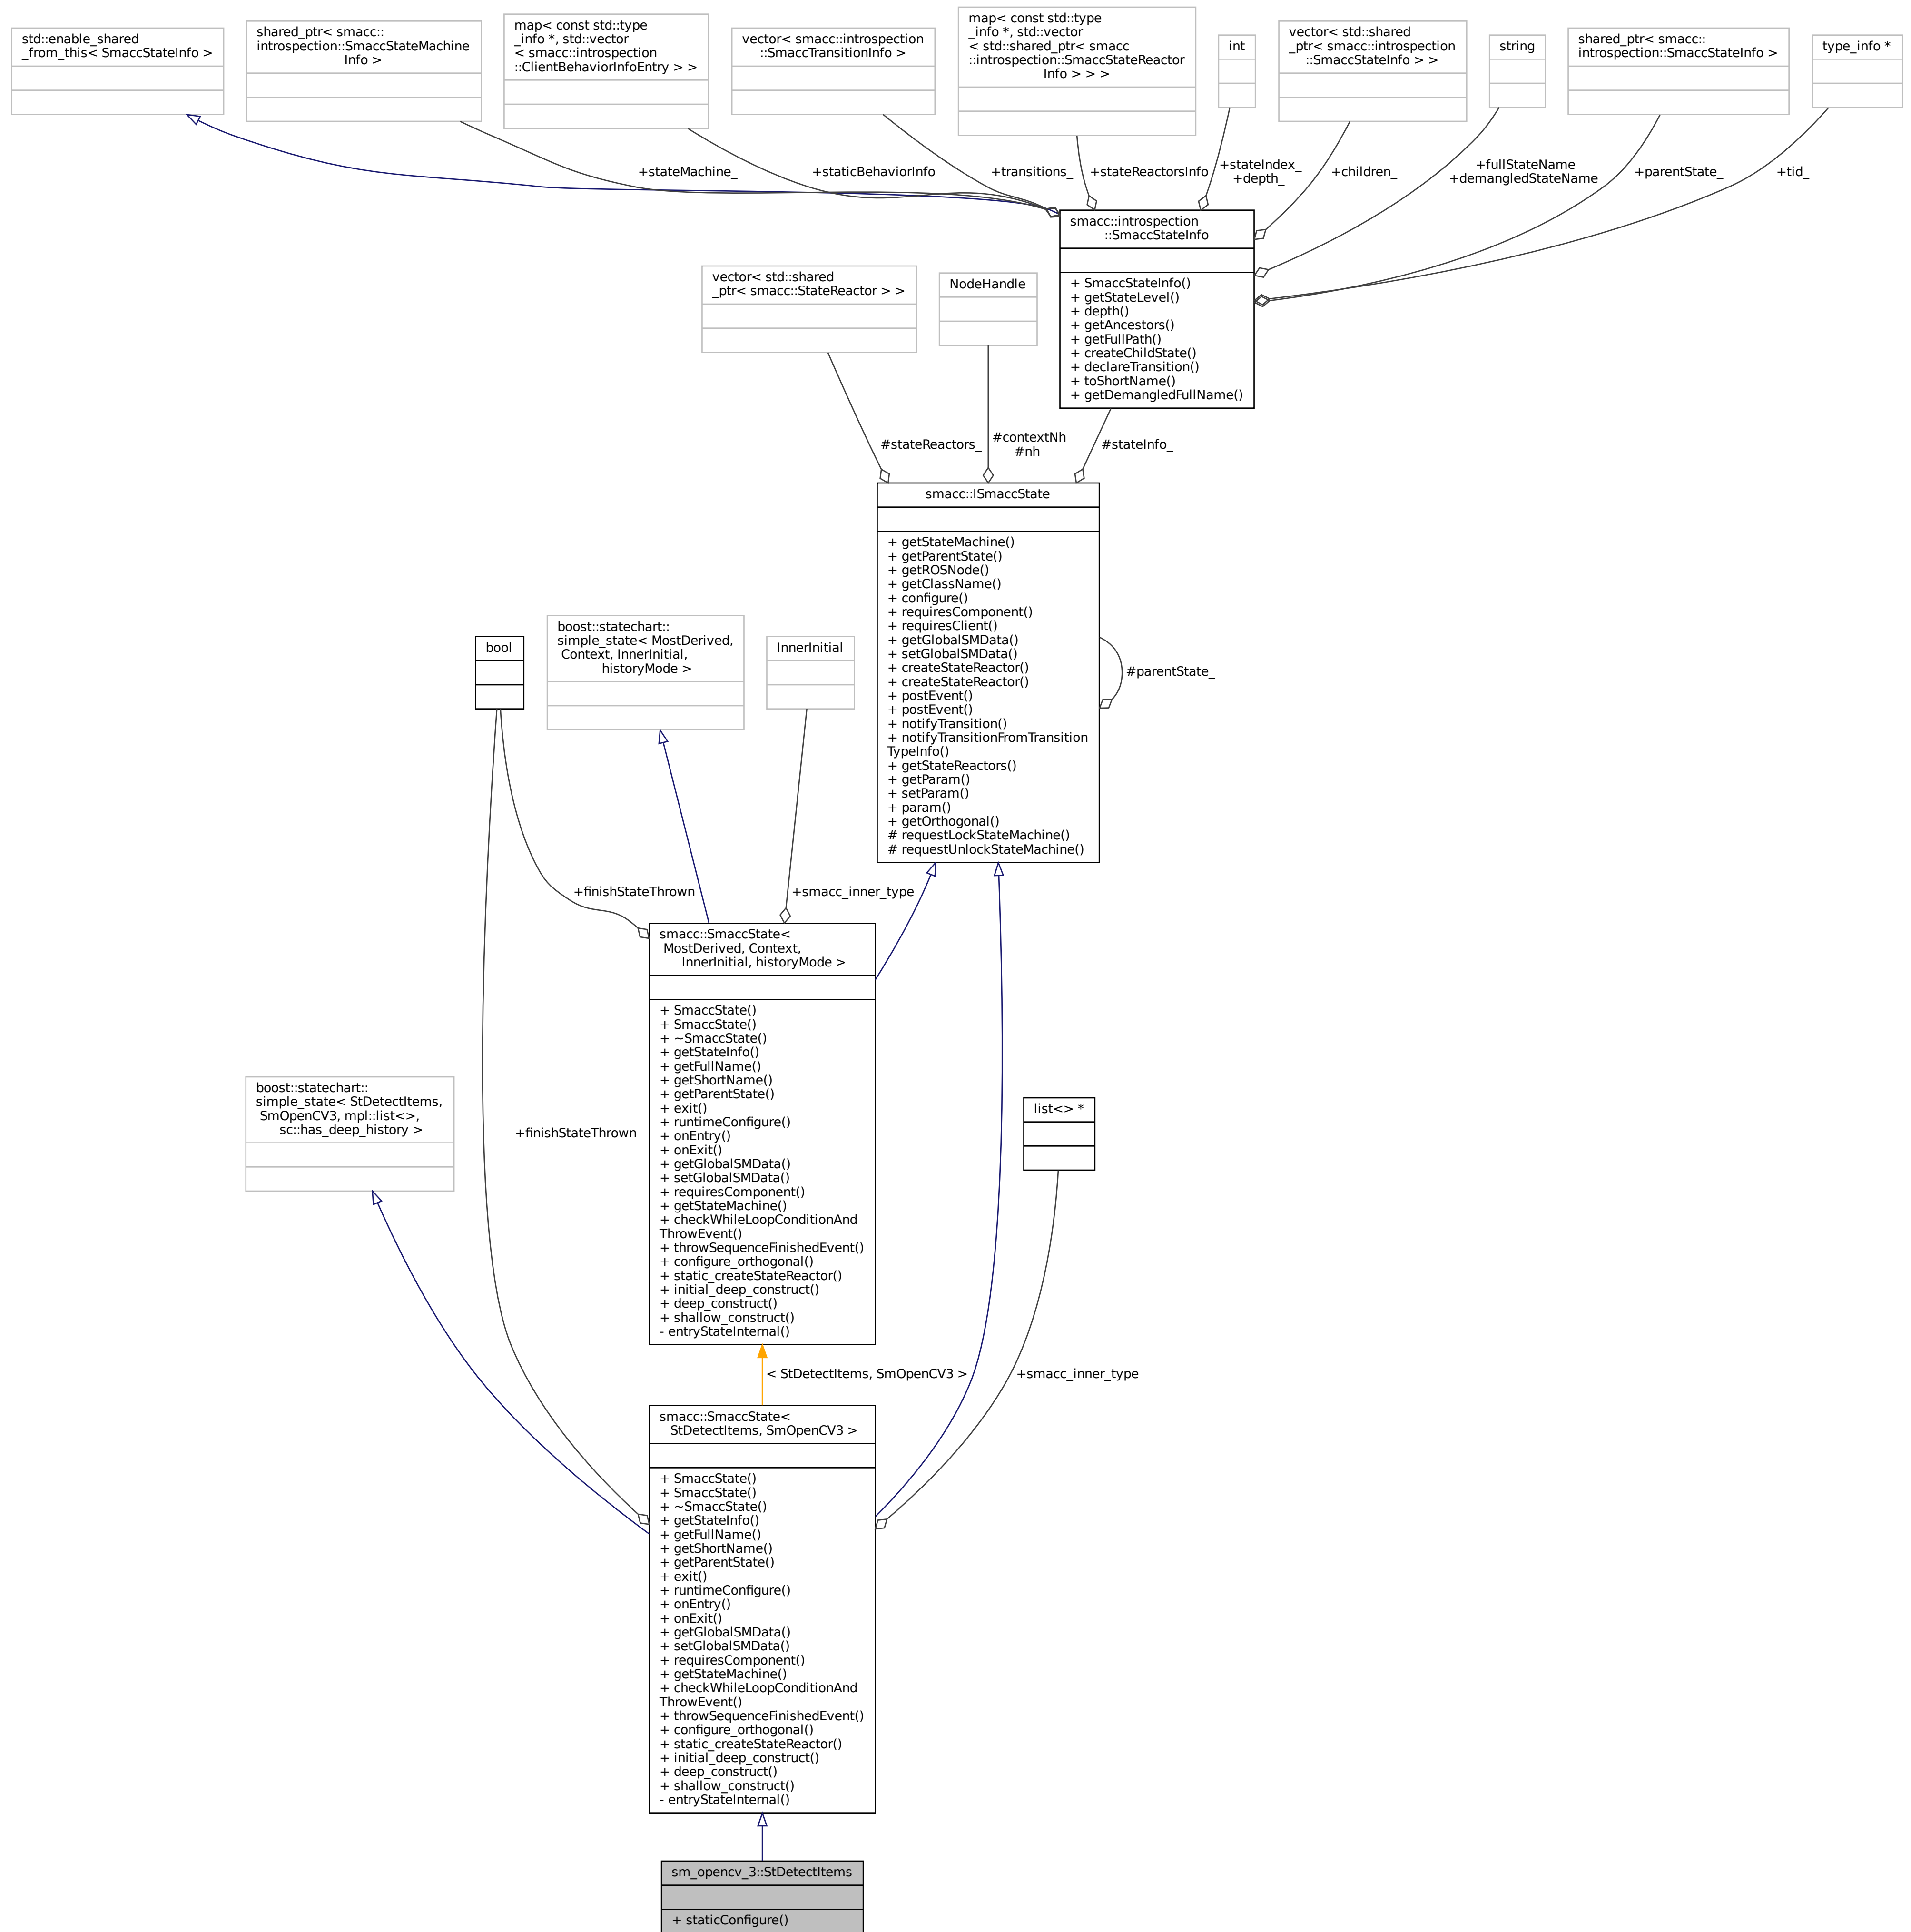 std::enable_shared
_from_this< SmaccStateInfo >
shared_ptr< smacc::
introspection::SmaccStateMachine
Info >
map< const std::type
_info *, std::vector
< smacc::introspection
::ClientBehaviorInfoEntry > >
vector< smacc::introspection
::SmaccTransitionInfo >
map< const std::type
_info *, std::vector
< std::shared_ptr< smacc
::introspection::SmaccStateReactor
Info > > >
int
vector< std::shared
_ptr< smacc::introspection
::SmaccStateInfo > >
string
shared_ptr< smacc::
introspection::SmaccStateInfo >
type_info *
+stateMachine_
+staticBehaviorInfo
+transitions_
+stateReactorsInfo
+stateIndex_
+depth_
+children_
+fullStateName
+demangledStateName
+parentState_
+tid_
smacc::introspection
::SmaccStateInfo
+ SmaccStateInfo()
+ getStateLevel()
+ depth()
+ getAncestors()
+ getFullPath()
+ createChildState()
+ declareTransition()
+ toShortName()
+ getDemangledFullName()
vector< std::shared
_ptr< smacc::StateReactor > >
NodeHandle
#stateReactors_
#contextNh
#nh
#stateInfo_
smacc::ISmaccState
+ getStateMachine()
+ getParentState()
+ getROSNode()
+ getClassName()
+ configure()
+ requiresComponent()
+ requiresClient()
+ getGlobalSMData()
+ setGlobalSMData()
+ createStateReactor()
+ createStateReactor()
+ postEvent()
+ postEvent()
+ notifyTransition()
+ notifyTransitionFromTransition
TypeInfo()
+ getStateReactors()
+ getParam()
+ setParam()
+ param()
+ getOrthogonal()
# requestLockStateMachine()
# requestUnlockStateMachine()
#parentState_
bool
boost::statechart::
simple_state< MostDerived,
Context, InnerInitial,
historyMode >
InnerInitial
+finishStateThrown
+smacc_inner_type
smacc::SmaccState<
MostDerived, Context,
InnerInitial, historyMode >
+ SmaccState()
+ SmaccState()
+ ~SmaccState()
+ getStateInfo()
+ getFullName()
+ getShortName()
+ getParentState()
+ exit()
+ runtimeConfigure()
+ onEntry()
+ onExit()
+ getGlobalSMData()
+ setGlobalSMData()
+ requiresComponent()
+ getStateMachine()
+ checkWhileLoopConditionAnd
ThrowEvent()
+ throwSequenceFinishedEvent()
+ configure_orthogonal()
+ static_createStateReactor()
+ initial_deep_construct()
+ deep_construct()
+ shallow_construct()
- entryStateInternal()
boost::statechart::
simple_state< StDetectItems,
SmOpenCV3, mpl::list<>,
sc::has_deep_history >
+finishStateThrown
list<> *
< StDetectItems, SmOpenCV3 >
+smacc_inner_type
smacc::SmaccState<
StDetectItems, SmOpenCV3 >
+ SmaccState()
+ SmaccState()
+ ~SmaccState()
+ getStateInfo()
+ getFullName()
+ getShortName()
+ getParentState()
+ exit()
+ runtimeConfigure()
+ onEntry()
+ onExit()
+ getGlobalSMData()
+ setGlobalSMData()
+ requiresComponent()
+ getStateMachine()
+ checkWhileLoopConditionAnd
ThrowEvent()
+ throwSequenceFinishedEvent()
+ configure_orthogonal()
+ static_createStateReactor()
+ initial_deep_construct()
+ deep_construct()
+ shallow_construct()
- entryStateInternal()
sm_opencv_3::StDetectItems
+ staticConfigure()